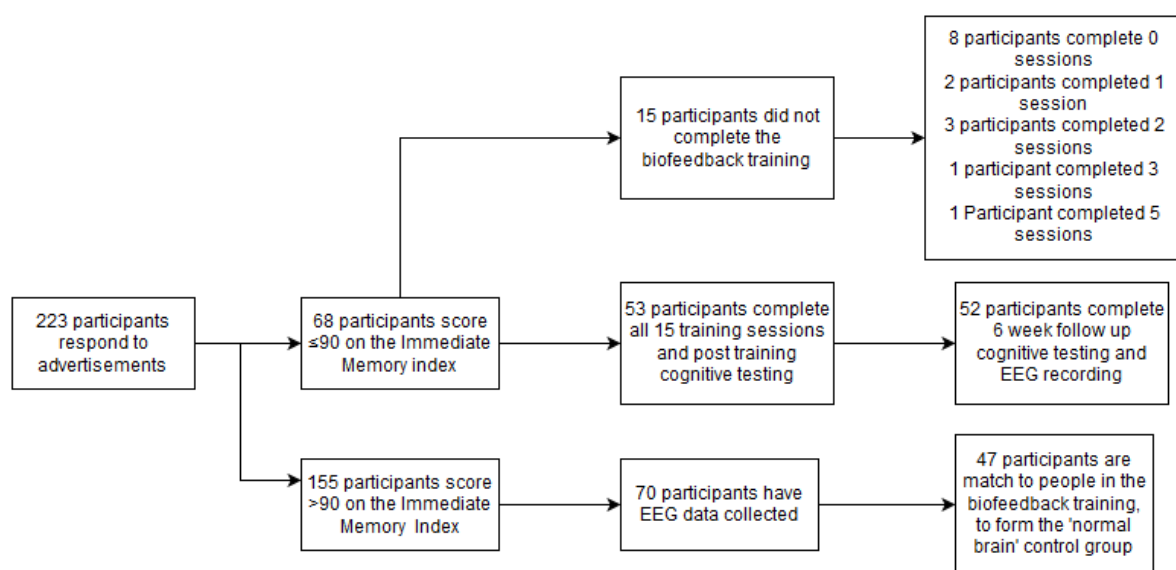 8 participants complete 0
sessions
2 participants completed 1
session
3 participants completed 2
sessions
1 participant completed 3
sessions
1 Participant completed 5
sessions
15 participants did not
complete the
biofeedback training
223 participants
respond to
advertisements
68 participants score
≤90 on the Immediate
Memory index
53 participants complete
all 15 training sessions
and post training
cognitive testing
52 participants complete
6 week follow up
cognitive testing and
EEG recording
155 participants score
>90 on the Immediate
Memory Index
70 participants have
EEG data collected
47 participants are
match to people in the
biofeedback training,
to form the 'normal
brain' control group